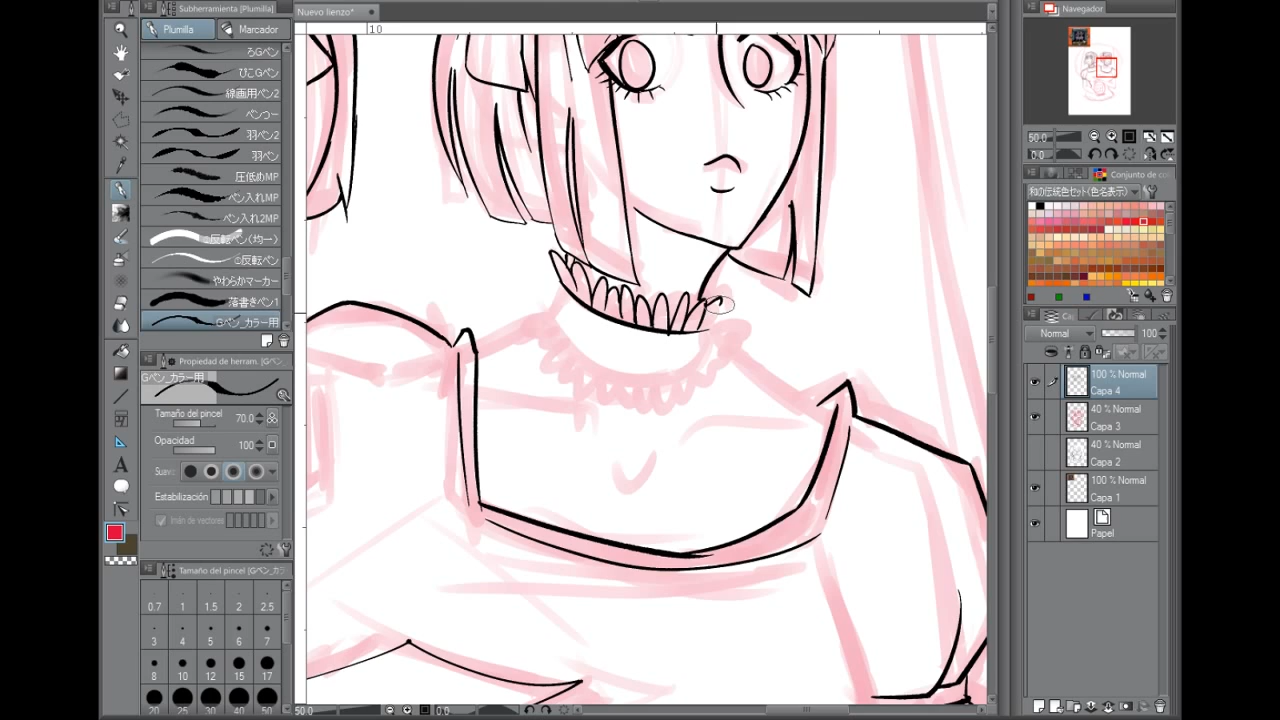 Subherramienta [Plumilla]
Plumilla
Marcador
ろGペン
ぴこGペン
線画用ペン2
ペンつー
羽ペン2
羽ペン
圧低めMP
ペン入れMP
ペン入れ2MP
②反転ペン
やわらかマーカー
落書きペン1
Gペン_カラー用
Propiedad de herram. [Gペン
Gペン_カラー用
Tamaño del pincel 70.0
Opacidad 100
Suav.
Estabilización
Imán de vectores
Tamaño del pincel [Gペン_カラ
0.7 1 1.5 2 2.5
3 4 5 6 7
8 10 12 15 17
20 25 30 40 50
Nuevo lienzo*
10
50.0 0.0
Navegador
50.0
0.0
Conjunto de co
和の伝統色セット(色名表示)
Normal 100
100 % Normal
Capa 4
40 % Normal
Capa 3
40 % Normal
Capa 2
100 % Normal
Capa 1
Papel